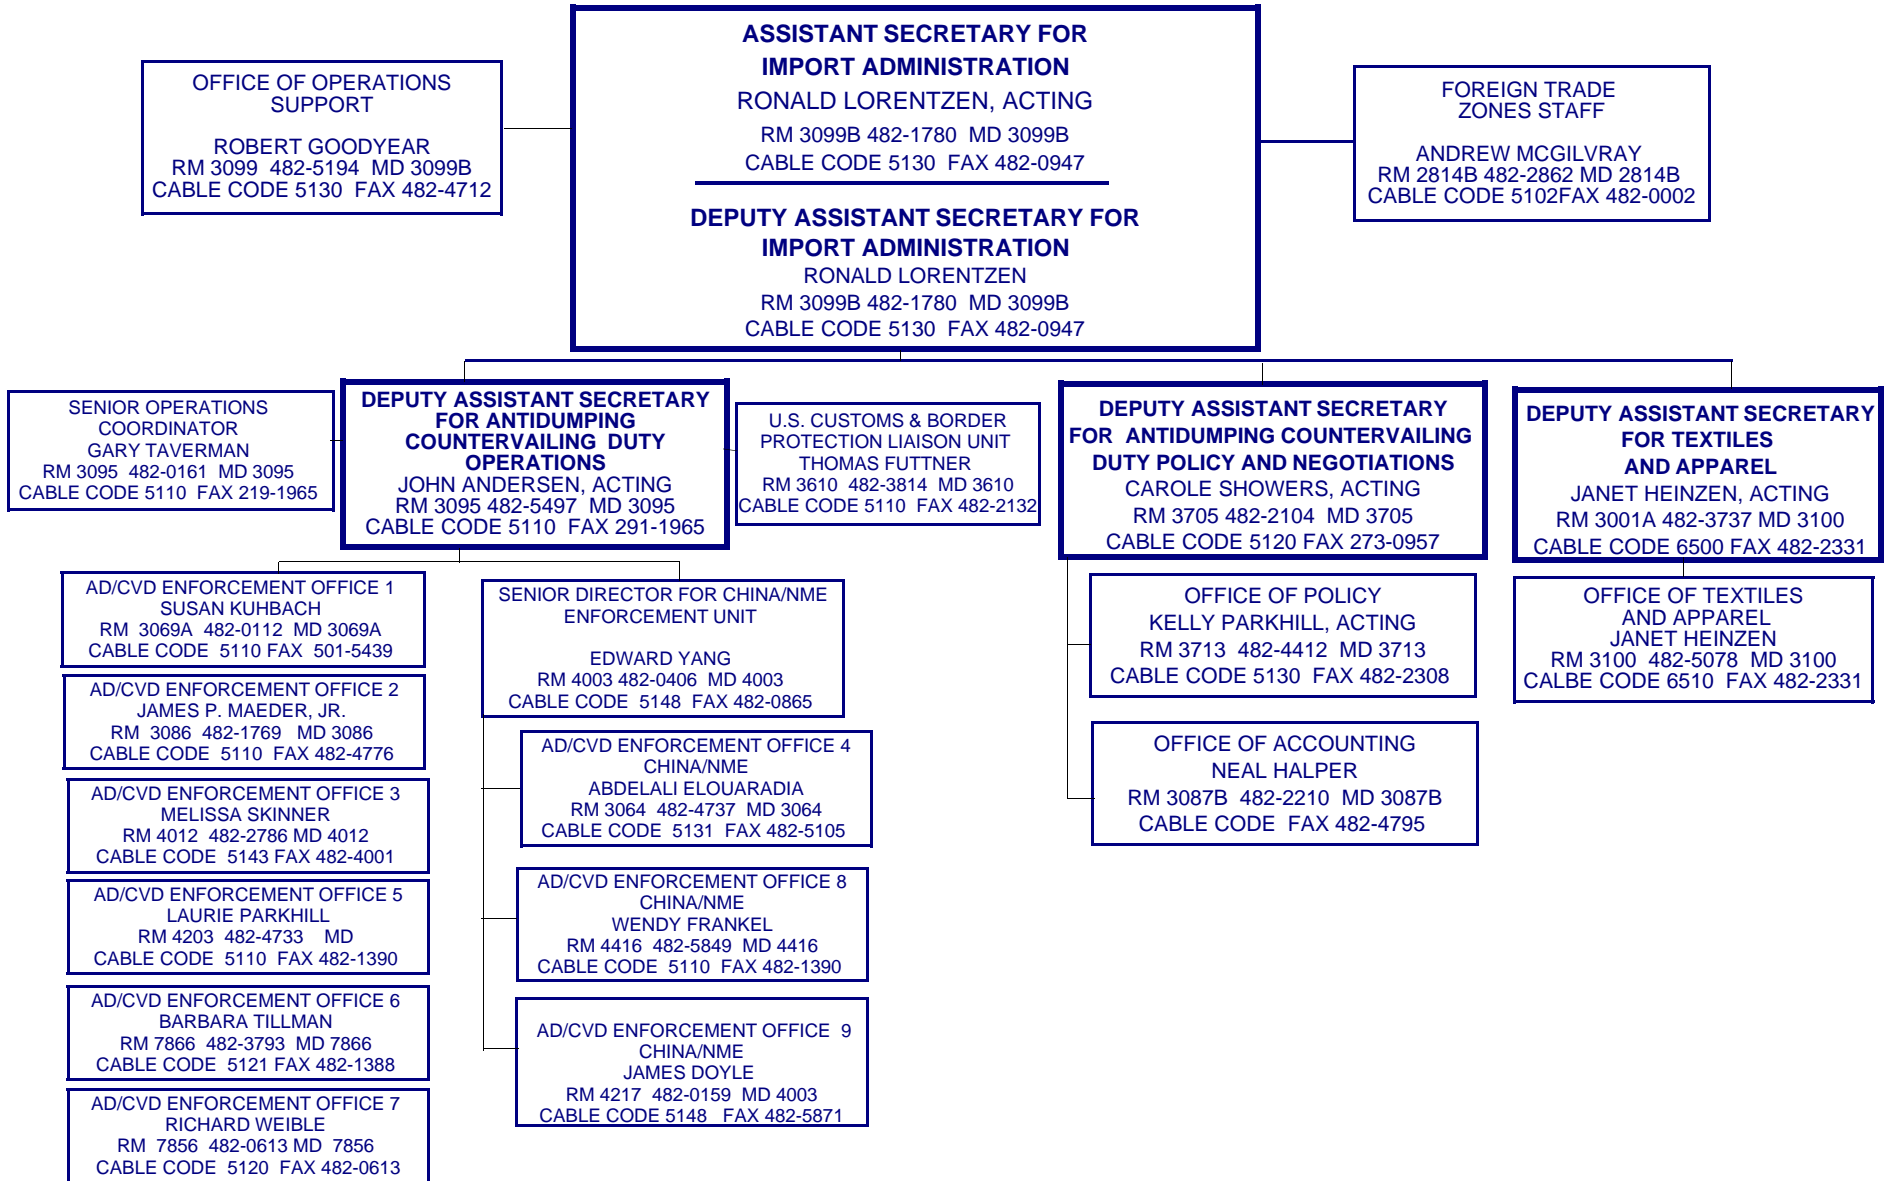 ASSISTANT SECRETARY FOR
IMPORT ADMINISTRATION
RONALD LORENTZEN, ACTING
RM 3099B 482-1780 MD 3099B
CABLE CODE 5130 FAX 482-0947
DEPUTY ASSISTANT SECRETARY FOR
IMPORT ADMINISTRATION
RONALD LORENTZEN
RM 3099B 482-1780 MD 3099B
CABLE CODE 5130 FAX 482-0947
OFFICE OF OPERATIONS
SUPPORT
ROBERT GOODYEAR
RM 3099 482-5194 MD 3099B
CABLE CODE 5130 FAX 482-4712
FOREIGN TRADE
ZONES STAFF
ANDREW MCGILVRAY
RM 2814B 482-2862 MD 2814B
CABLE CODE 5102FAX 482-0002
SENIOR OPERATIONS
COORDINATOR
GARY TAVERMAN
RM 3095 482-0161 MD 3095
CABLE CODE 5110 FAX 219-1965
DEPUTY ASSISTANT SECRETARY
FOR ANTIDUMPING
COUNTERVAILING DUTY
OPERATIONS
JOHN ANDERSEN, ACTING
RM 3095 482-5497 MD 3095
CABLE CODE 5110 FAX 291-1965
U.S. CUSTOMS & BORDER
PROTECTION LIAISON UNIT
THOMAS FUTTNER
RM 3610 482-3814 MD 3610
CABLE CODE 5110 FAX 482-2132
DEPUTY ASSISTANT SECRETARY
FOR ANTIDUMPING COUNTERVAILING
DUTY POLICY AND NEGOTIATIONS
CAROLE SHOWERS, ACTING
RM 3705 482-2104 MD 3705
CABLE CODE 5120 FAX 273-0957
DEPUTY ASSISTANT SECRETARY
FOR TEXTILES
AND APPAREL
JANET HEINZEN, ACTING
RM 3001A 482-3737 MD 3100
CABLE CODE 6500 FAX 482-2331
AD/CVD ENFORCEMENT OFFICE 1
SUSAN KUHBACH
RM 3069A 482-0112 MD 3069A
CABLE CODE 5110 FAX 501-5439
AD/CVD ENFORCEMENT OFFICE 2
JAMES P. MAEDER, JR.
RM 3086 482-1769 MD 3086
CABLE CODE 5110 FAX 482-4776
AD/CVD ENFORCEMENT OFFICE 3
MELISSA SKINNER
RM 4012 482-2786 MD 4012
CABLE CODE 5143 FAX 482-4001
AD/CVD ENFORCEMENT OFFICE 5
LAURIE PARKHILL
RM 4203 482-4733 MD
CABLE CODE 5110 FAX 482-1390
AD/CVD ENFORCEMENT OFFICE 6
BARBARA TILLMAN
RM 7866 482-3793 MD 7866
CABLE CODE 5121 FAX 482-1388
AD/CVD ENFORCEMENT OFFICE 7
RICHARD WEIBLE
RM 7856 482-0613 MD 7856
CABLE CODE 5120 FAX 482-0613
SENIOR DIRECTOR FOR CHINA/NME
ENFORCEMENT UNIT
EDWARD YANG
RM 4003 482-0406 MD 4003
CABLE CODE 5148 FAX 482-0865
AD/CVD ENFORCEMENT OFFICE 4
CHINA/NME
ABDELALI ELOUARADIA
RM 3064 482-4737 MD 3064
CABLE CODE 5131 FAX 482-5105
AD/CVD ENFORCEMENT OFFICE 8
CHINA/NME
WENDY FRANKEL
RM 4416 482-5849 MD 4416
CABLE CODE 5110 FAX 482-1390
AD/CVD ENFORCEMENT OFFICE 9
CHINA/NME
JAMES DOYLE
RM 4217 482-0159 MD 4003
CABLE CODE 5148 FAX 482-5871
OFFICE OF POLICY
KELLY PARKHILL, ACTING
RM 3713 482-4412 MD 3713
CABLE CODE 5130 FAX 482-2308
OFFICE OF ACCOUNTING
NEAL HALPER
RM 3087B 482-2210 MD 3087B
CABLE CODE FAX 482-4795
OFFICE OF TEXTILES
AND APPAREL
JANET HEINZEN
RM 3100 482-5078 MD 3100
CALBE CODE 6510 FAX 482-2331